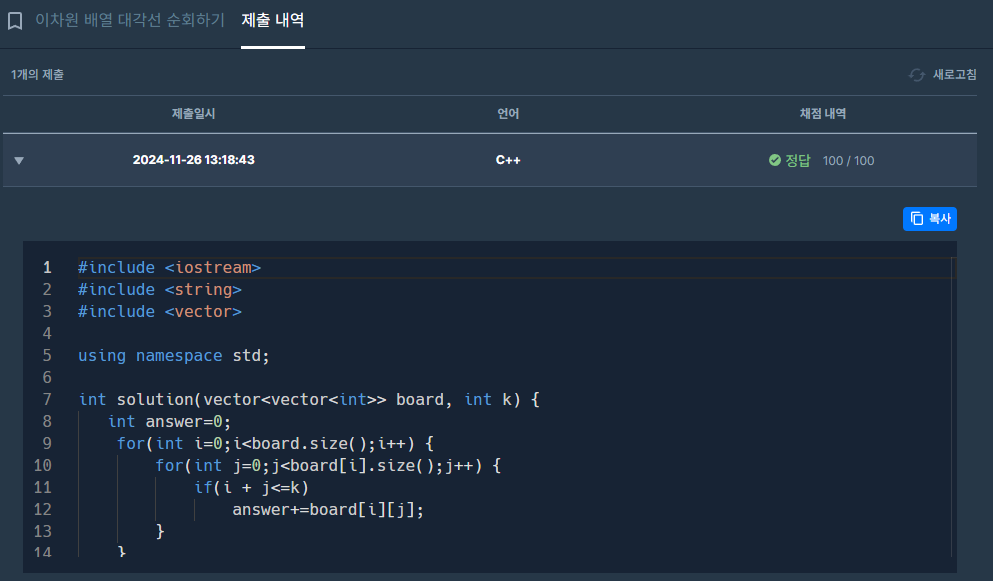 이차원 배열 대각선 순회하기 제출 내역
1개의 제출 새로고침
제출일시 언어 채점 내역
2024-11-26 13:18:43 C++ 정답 100 / 100
복사
1 #include <iostream>
2 #include <string>
3 #include <vector>
4
5 using namespace std;
6
7 int solution(vector<vector<int>> board, int k) {
8 int answer=0;
9 for(int i=0;i<board.size();i++) {
10 for(int j=0;j<board[i].size();j++) {
11 if(i + j<=k)
12 answer+=board[i][j];
13 }
14 }